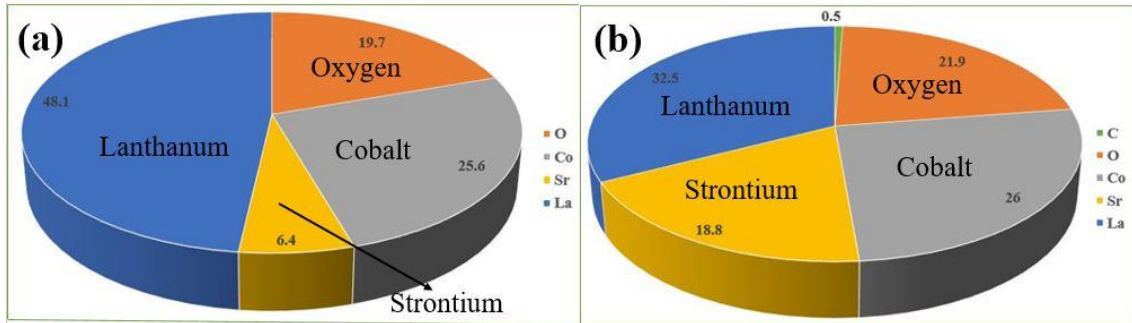 (a)
19.7
Oxygen
48.1
Lanthanum
Cobalt
25.6
6.4
Strontium
O
Co
Sr
La
(b)
0.5
21.9
Oxygen
32.5
Lanthanum
Cobalt
26
Strontium
18.8
C
O
Co
Sr
La